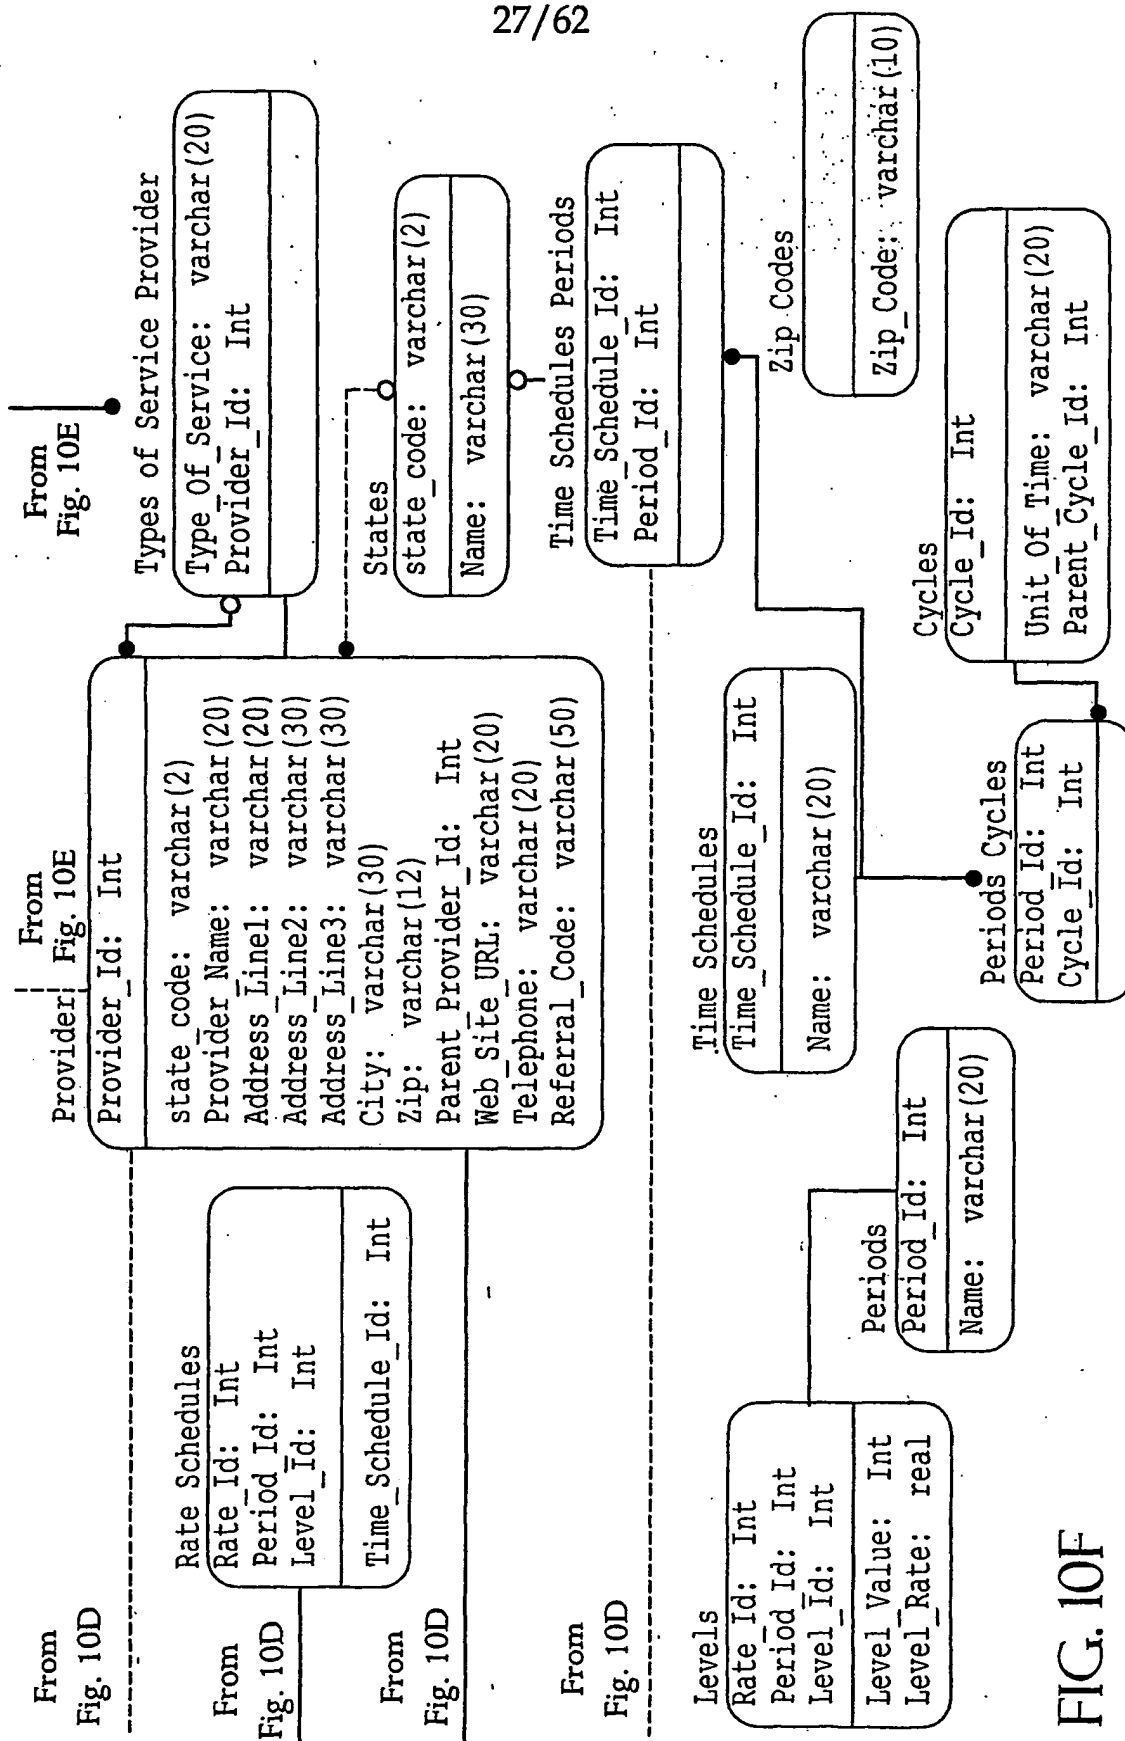 27/62
From
Fig. 10E
Types of Service Provider
Type Of Service: varchar(20)
Provider_Id: Int
From
Fig. 10E
Provider
Provider_Id: Int
state_code: varchar(2)
Provider_Name: varchar(20)
Address_Line1: varchar(20)
Address_Line2: varchar(30)
Address_Line3: varchar(30)
City: varchar(30)
Zip: varchar(12)
Parent_Provider_Id: Int
Web_Site_URL: varchar(20)
Telephone: varchar(20)
Referral_Code: varchar(50)
States
state_code: varchar(2)
Name: varchar(30)
From
Fig. 10D
Rate Schedules
Rate_Id: Int
Period_Id: Int
Level_Id: Int
Time_Schedule_Id: Int
From
Fig. 10D
From
Fig. 10D
From
Fig. 10D
Time Schedules Periods
Time_Schedule_Id: Int
Period_Id: Int
Time Schedules
Time_Schedule_Id: Int
Name: varchar(20)
Zip Codes
Zip_Code: varchar(10)
Levels
Rate_Id: Int
Period_Id: Int
Level_Id: Int
Level_Value: Int
Level_Rate: real
Periods
Period_Id: Int
Name: varchar(20)
Periods Cycles
Period_Id: Int
Cycle_Id: Int
Cycles
Cycle_Id: Int
Unit Of Time: varchar(20)
Parent_Cycle_Id: Int
FIG. 10F